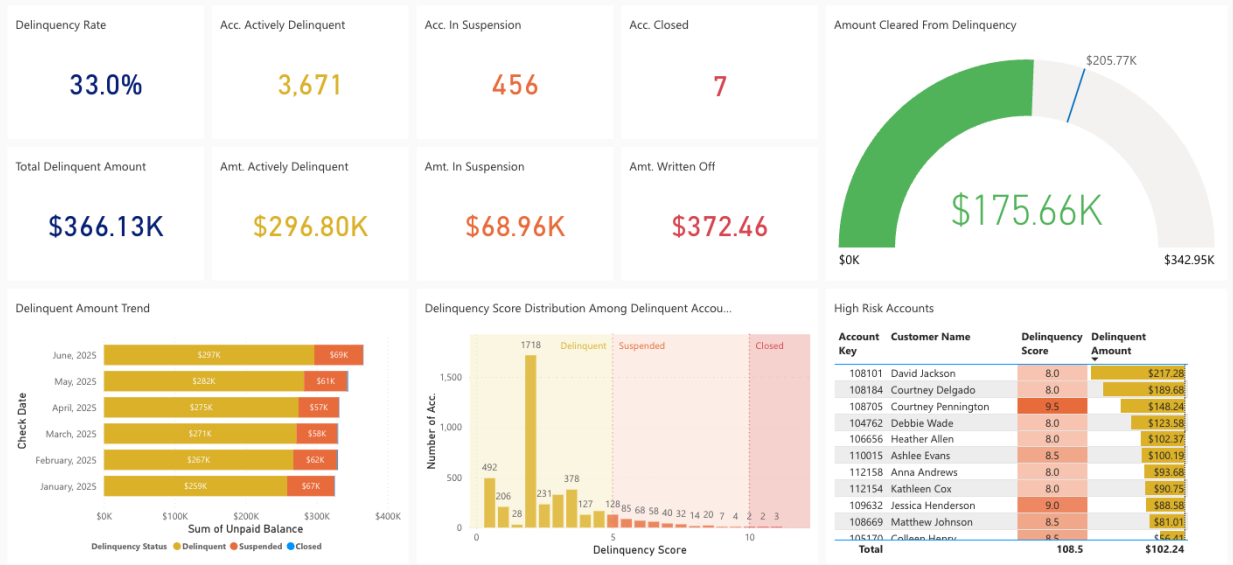 Delinquency Rate
33.0%
Acc. Actively Delinquent
3,671
Acc. In Suspension
456
Acc. Closed
7
Total Delinquent Amount
$366.13K
Amt. Actively Delinquent
$296.80K
Amt. In Suspension
$68.96K
Amt. Written Off
$372.46
Amount Cleared From Delinquency
$205.77K
$175.66K
$0K
$342.95K
Delinquent Amount Trend
Check Date
June, 2025 $297K $69K
May, 2025 $282K $61K
April, 2025 $275K $57K
March, 2025 $271K $58K
February, 2025 $267K $62K
January, 2025 $259K $67K
$0K $100K $200K $300K $400K
Sum of Unpaid Balance
Delinquency Status Delinquent Suspended Closed
Delinquency Score Distribution Among Delinquent Accou...
Number of Acc.
1718 Delinquent Suspended Closed
1,500
1,000
500
0
492 206 28 231 378 127 128 85 68 58 40 32 14 20 7 4 2 2 3
0 5 10
Delinquency Score
High Risk Accounts
Account Key Customer Name Delinquency Score Delinquent Amount
108101 David Jackson 8.0 $217.28
108184 Courtney Delgado 8.0 $189.68
108705 Courtney Pennington 9.5 $148.24
104762 Debbie Wade 8.0 $123.58
106656 Heather Allen 8.0 $102.37
110015 Ashlee Evans 8.5 $100.19
112158 Anna Andrews 8.0 $93.68
112154 Kathleen Cox 8.0 $90.75
109632 Jessica Henderson 9.0 $88.58
108669 Matthew Johnson 8.5 $81.01
105170 Colleen Henry 8.5 $56.41
Total 108.5 $102.24